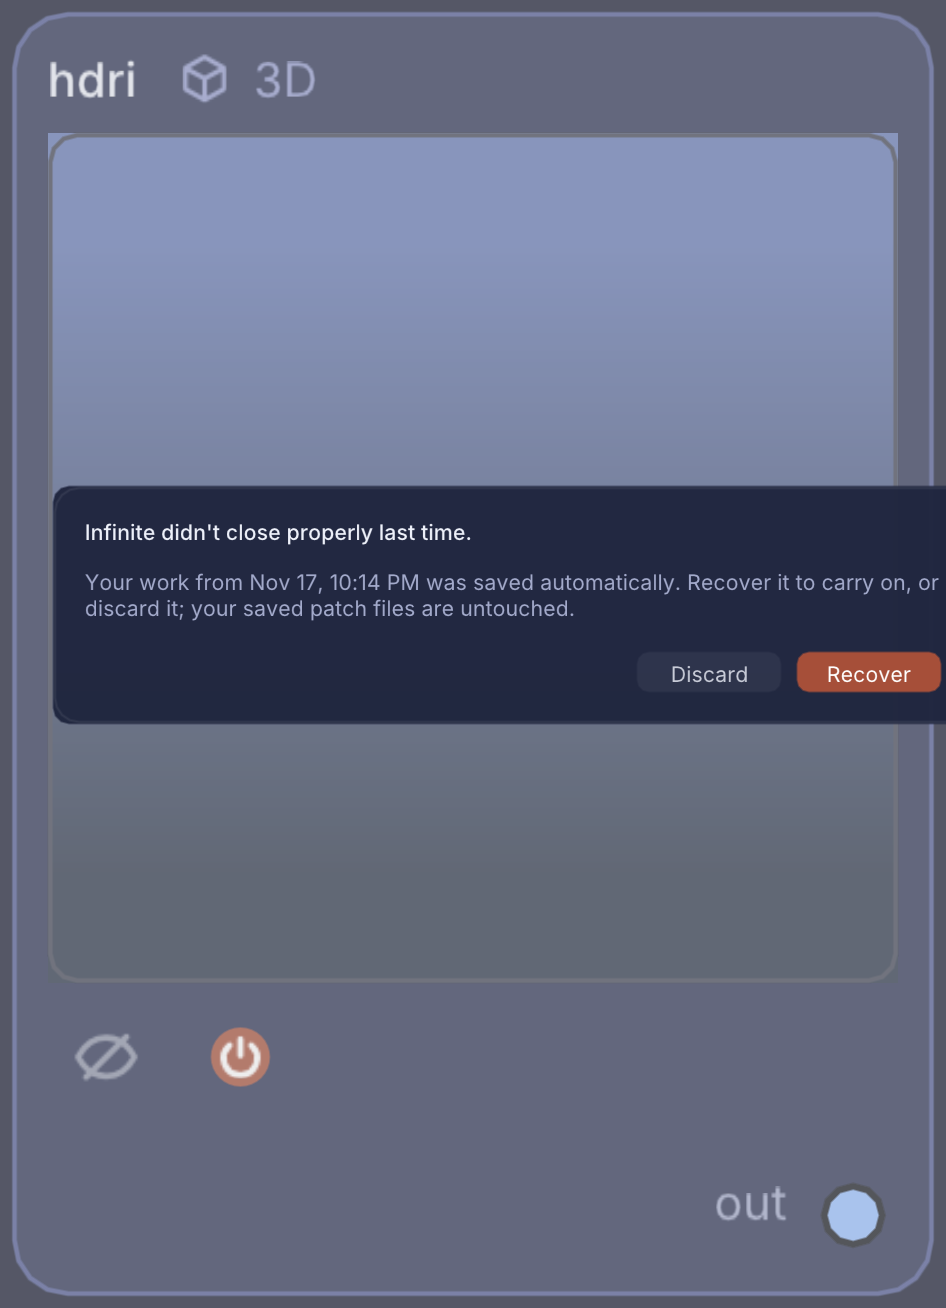 hdri 3D
Infinite didn't close properly last time.
Your work from Nov 17, 10:14 PM was saved automatically. Recover it to carry on, or
discard it; your saved patch files are untouched.
Discard Recover
out